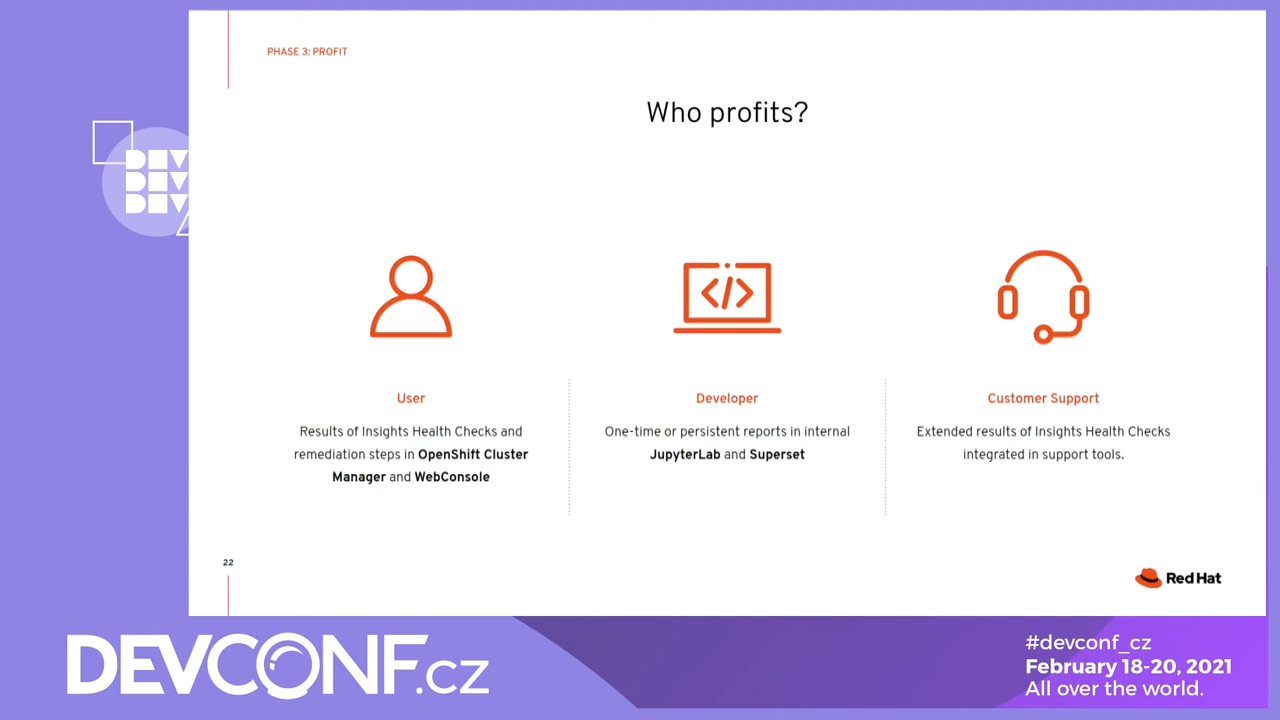 PHASE 3: PROFIT
Who profits?
DEV
DEV
DEV
User
Results of Insights Health Checks and
remediation steps in OpenShift Cluster
Manager and WebConsole
Developer
One-time or persistent reports in internal
JupyterLab and Superset
Customer Support
Extended results of Insights Health Checks
integrated in support tools.
22
Red Hat
DEVCONF.cz
#devconf_cz
February 18-20, 2021
All over the world.